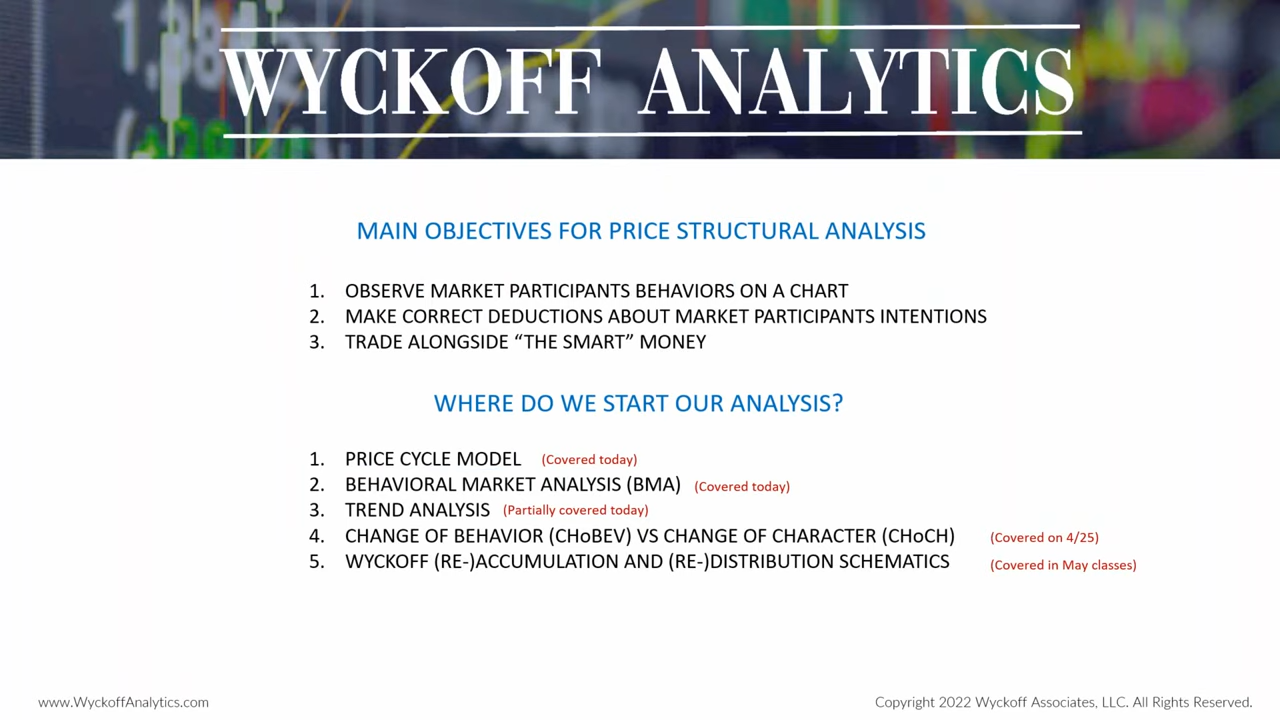 WYCKOFF ANALYTICS
MAIN OBJECTIVES FOR PRICE STRUCTURAL ANALYSIS
1. OBSERVE MARKET PARTICIPANTS BEHAVIORS ON A CHART
2. MAKE CORRECT DEDUCTIONS ABOUT MARKET PARTICIPANTS INTENTIONS
3. TRADE ALONGSIDE “THE SMART” MONEY
WHERE DO WE START OUR ANALYSIS?
1. PRICE CYCLE MODEL (Covered today)
2. BEHAVIORAL MARKET ANALYSIS (BMA) (Covered today)
3. TREND ANALYSIS (Partially covered today)
4. CHANGE OF BEHAVIOR (CHoBEV) VS CHANGE OF CHARACTER (CHoCH) (Covered on 4/25)
5. WYCKOFF (RE-)ACCUMULATION AND (RE-)DISTRIBUTION SCHEMATICS (Covered in May classes)
www.WyckoffAnalytics.com
Copyright 2022 Wyckoff Associates, LLC. All Rights Reserved.